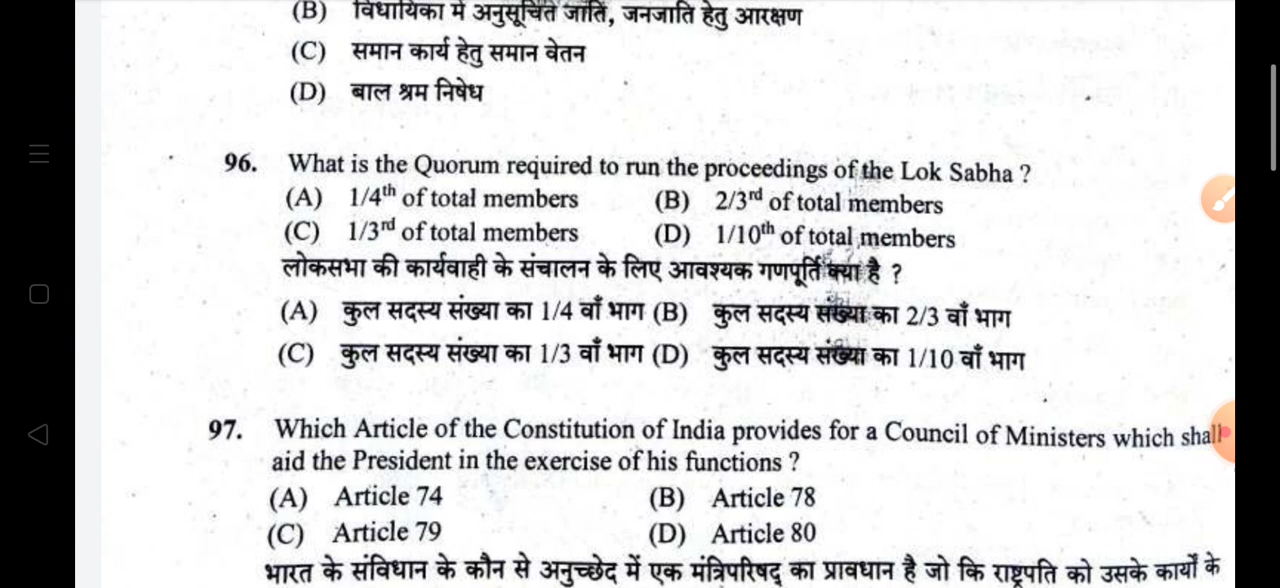 (B) विधायिका में अनुसूचित जाति, जनजाति हेतु आरक्षण
(C) समान कार्य हेतु समान वेतन
(D) बाल श्रम निषेध
96. What is the Quorum required to run the proceedings of the Lok Sabha ?
(A) 1/4th of total members (B) 2/3rd of total members
(C) 1/3rd of total members (D) 1/10th of total members
लोकसभा की कार्यवाही के संचालन के लिए आवश्यक गणपूर्ति क्या है ?
(A) कुल सदस्य संख्या का 1/4 वाँ भाग (B) कुल सदस्य संख्या का 2/3 वाँ भाग
(C) कुल सदस्य संख्या का 1/3 वाँ भाग (D) कुल सदस्य संख्या का 1/10 वाँ भाग
97. Which Article of the Constitution of India provides for a Council of Ministers which shall
aid the President in the exercise of his functions ?
(A) Article 74 (B) Article 78
(C) Article 79 (D) Article 80
भारत के संविधान के कौन से अनुच्छेद में एक मंत्रिपरिषद् का प्रावधान है जो कि राष्ट्रपति को उसके कार्यों के